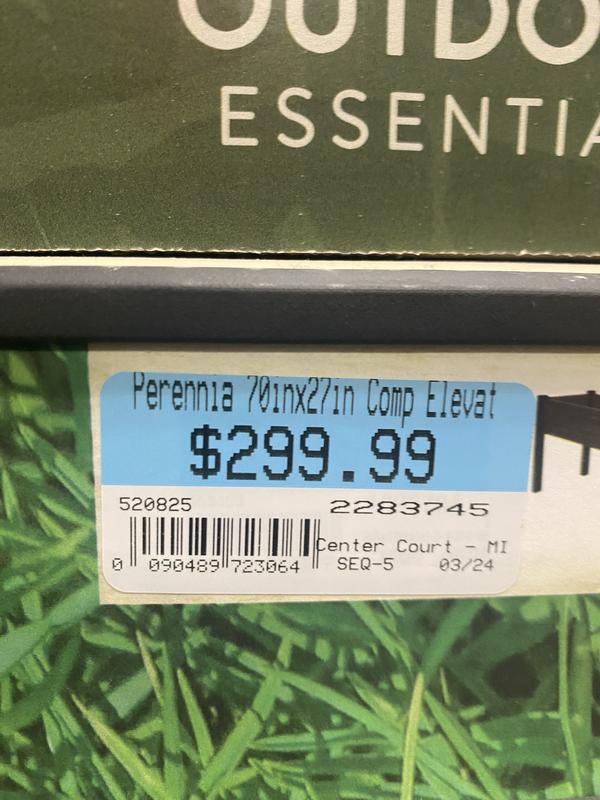 OUTDO
ESSENTIA
Perennia 70inx27in Comp Elevat
$299.99
520825 2283745
0 090489 723064
Center Court - MI
SEQ-5 03/24